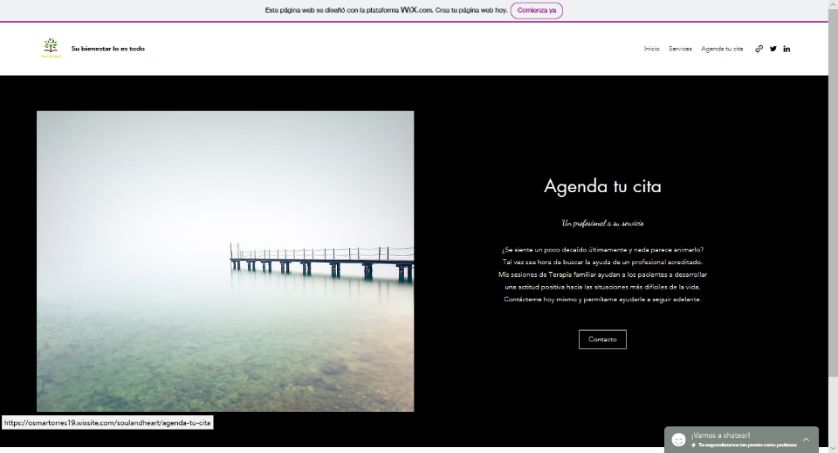 Este página web se diseñó con la plataforma WiX.com. Crea tu página web hoy. Comienza ya
Su bienestar lo es todo
Inicio Services Agenda tu cita
Agenda tu cita
Un profesional a su servicio
¿Se siente un poco decaído últimamente y nada parece animarlo?
Tal vez sea hora de buscar la ayuda de un profesional acreditado.
Mis sesiones de Terapia familiar ayudan a los pacientes a desarrollar
una actitud positiva hacia las situaciones más difíciles de la vida.
Contácteme hoy mismo y permítame ayudarle a seguir adelante.
Contacto
https://osmartorres19.wixsite.com/soulandheart/agenda-tu-cita
¡Vamos a chatear!
Te responderemos tan pronto como podamos